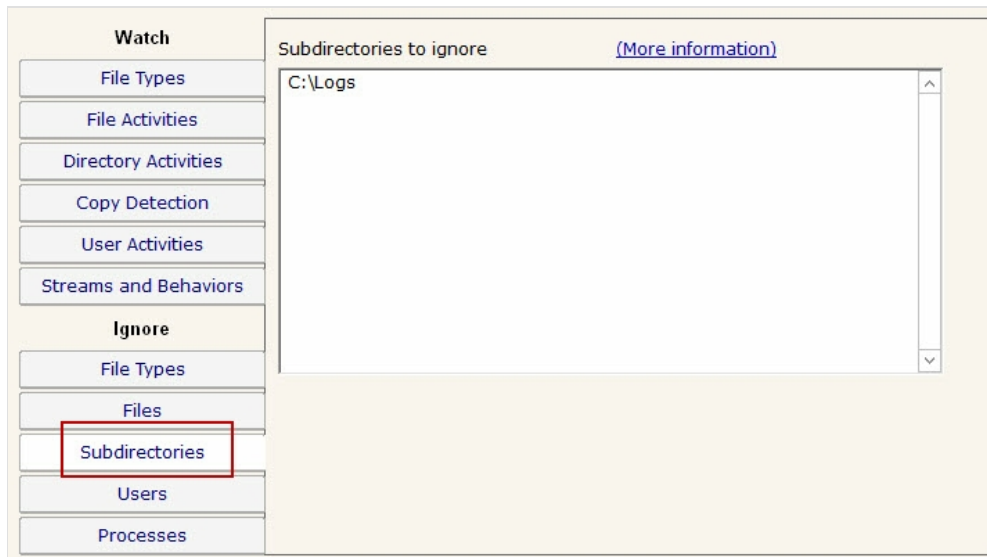 Watch
File Types
File Activities
Directory Activities
Copy Detection
User Activities
Streams and Behaviors
Ignore
File Types
Files
Subdirectories
Users
Processes
Subdirectories to ignore (More information)
C:\Logs